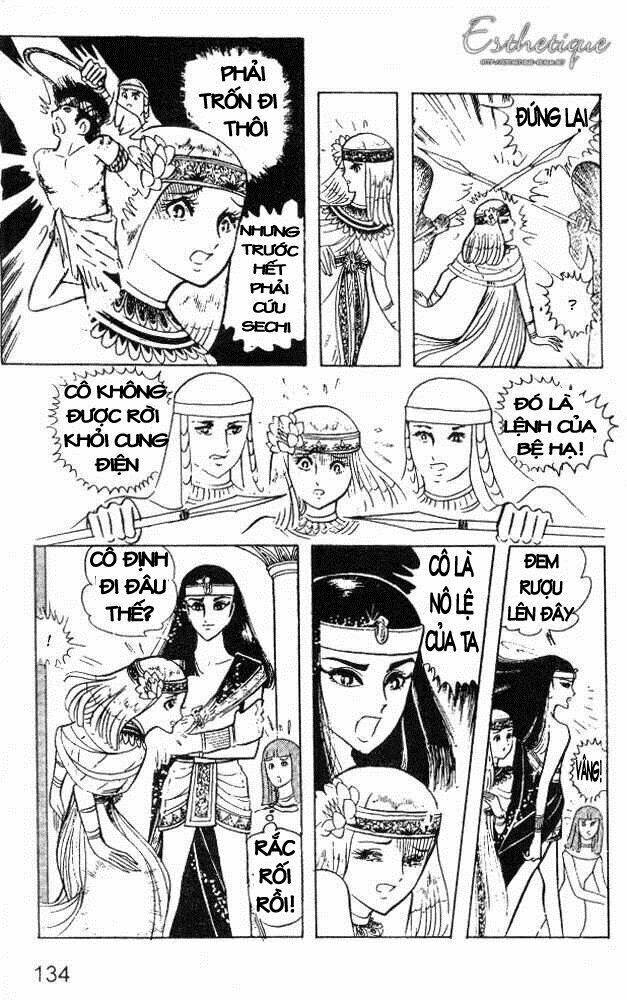 Esthetique
PHẢI
TRỐN ĐI
THÔI
NHƯNG
TRƯỚC
HẾT
PHẢI
CỨU
SECHI
ĐỨNG LẠI
?
CÔ KHÔNG
ĐƯỢC RỜI
KHỎI CUNG
ĐIỆN
ĐÓ LÀ
LỆNH CỦA
BỆ HẠ!
CÔ ĐỊNH
ĐI ĐÂU
THẾ?
!
RẮC
RỐI
RỒI!
CÔ LÀ
NÔ LỆ
CỦA TA
ĐEM
RƯỢU
LÊN ĐÂY
VÂNG!
134